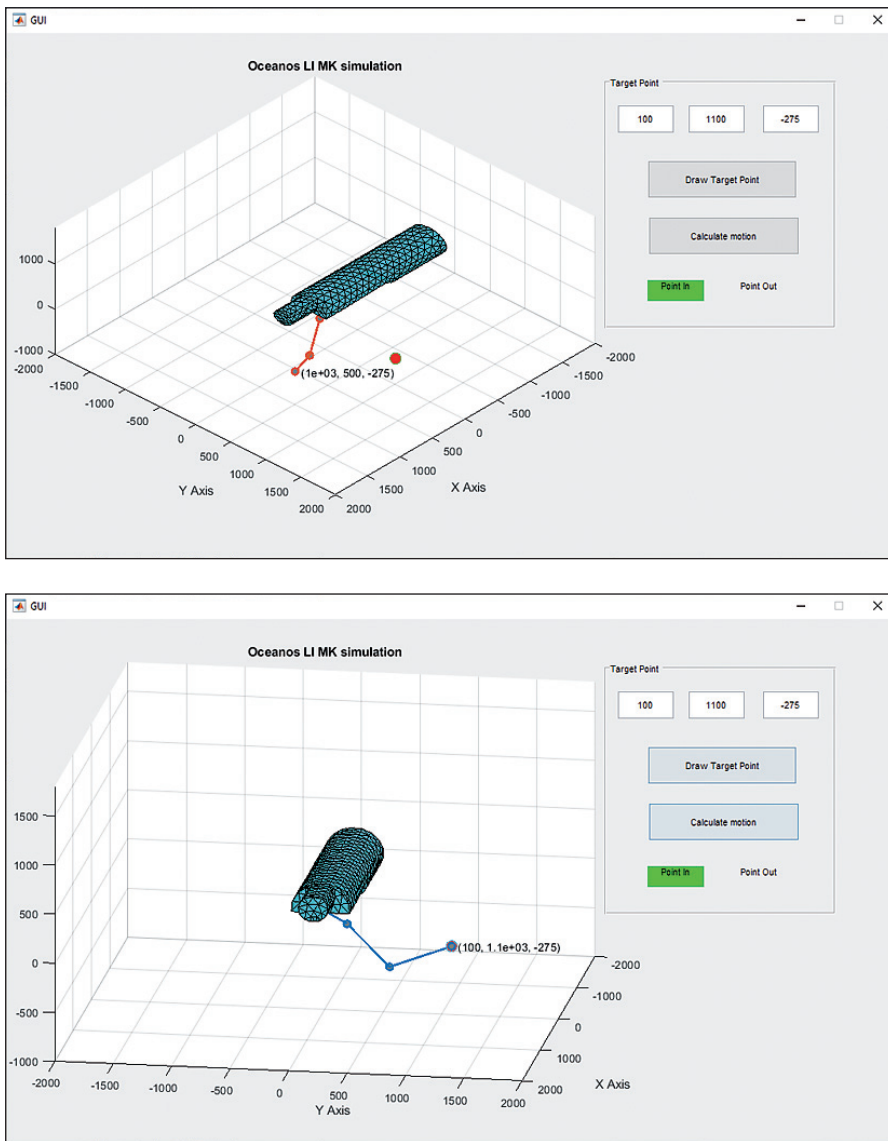 GUI
Oceanos LI MK simulation
Target Point
100 1100 -275
Draw Target Point
Calculate motion
Point In Point Out
1000
0
-1000
-2000
-1500
-1000
-500
0
500
1000
1500
2000
Y Axis
(1e+03, 500, -275)
-2000
-1500
-1000
-500
0
500
1000
1500
2000
X Axis
GUI
Oceanos LI MK simulation
Target Point
100 1100 -275
Draw Target Point
Calculate motion
Point In Point Out
1500
1000
500
0
-500
-1000
(100, 1.1e+03, -275)
-2000
-1500
-1000
-500
0
500
1000
1500
2000
Y Axis
-2000
-1000
0
1000
2000
X Axis